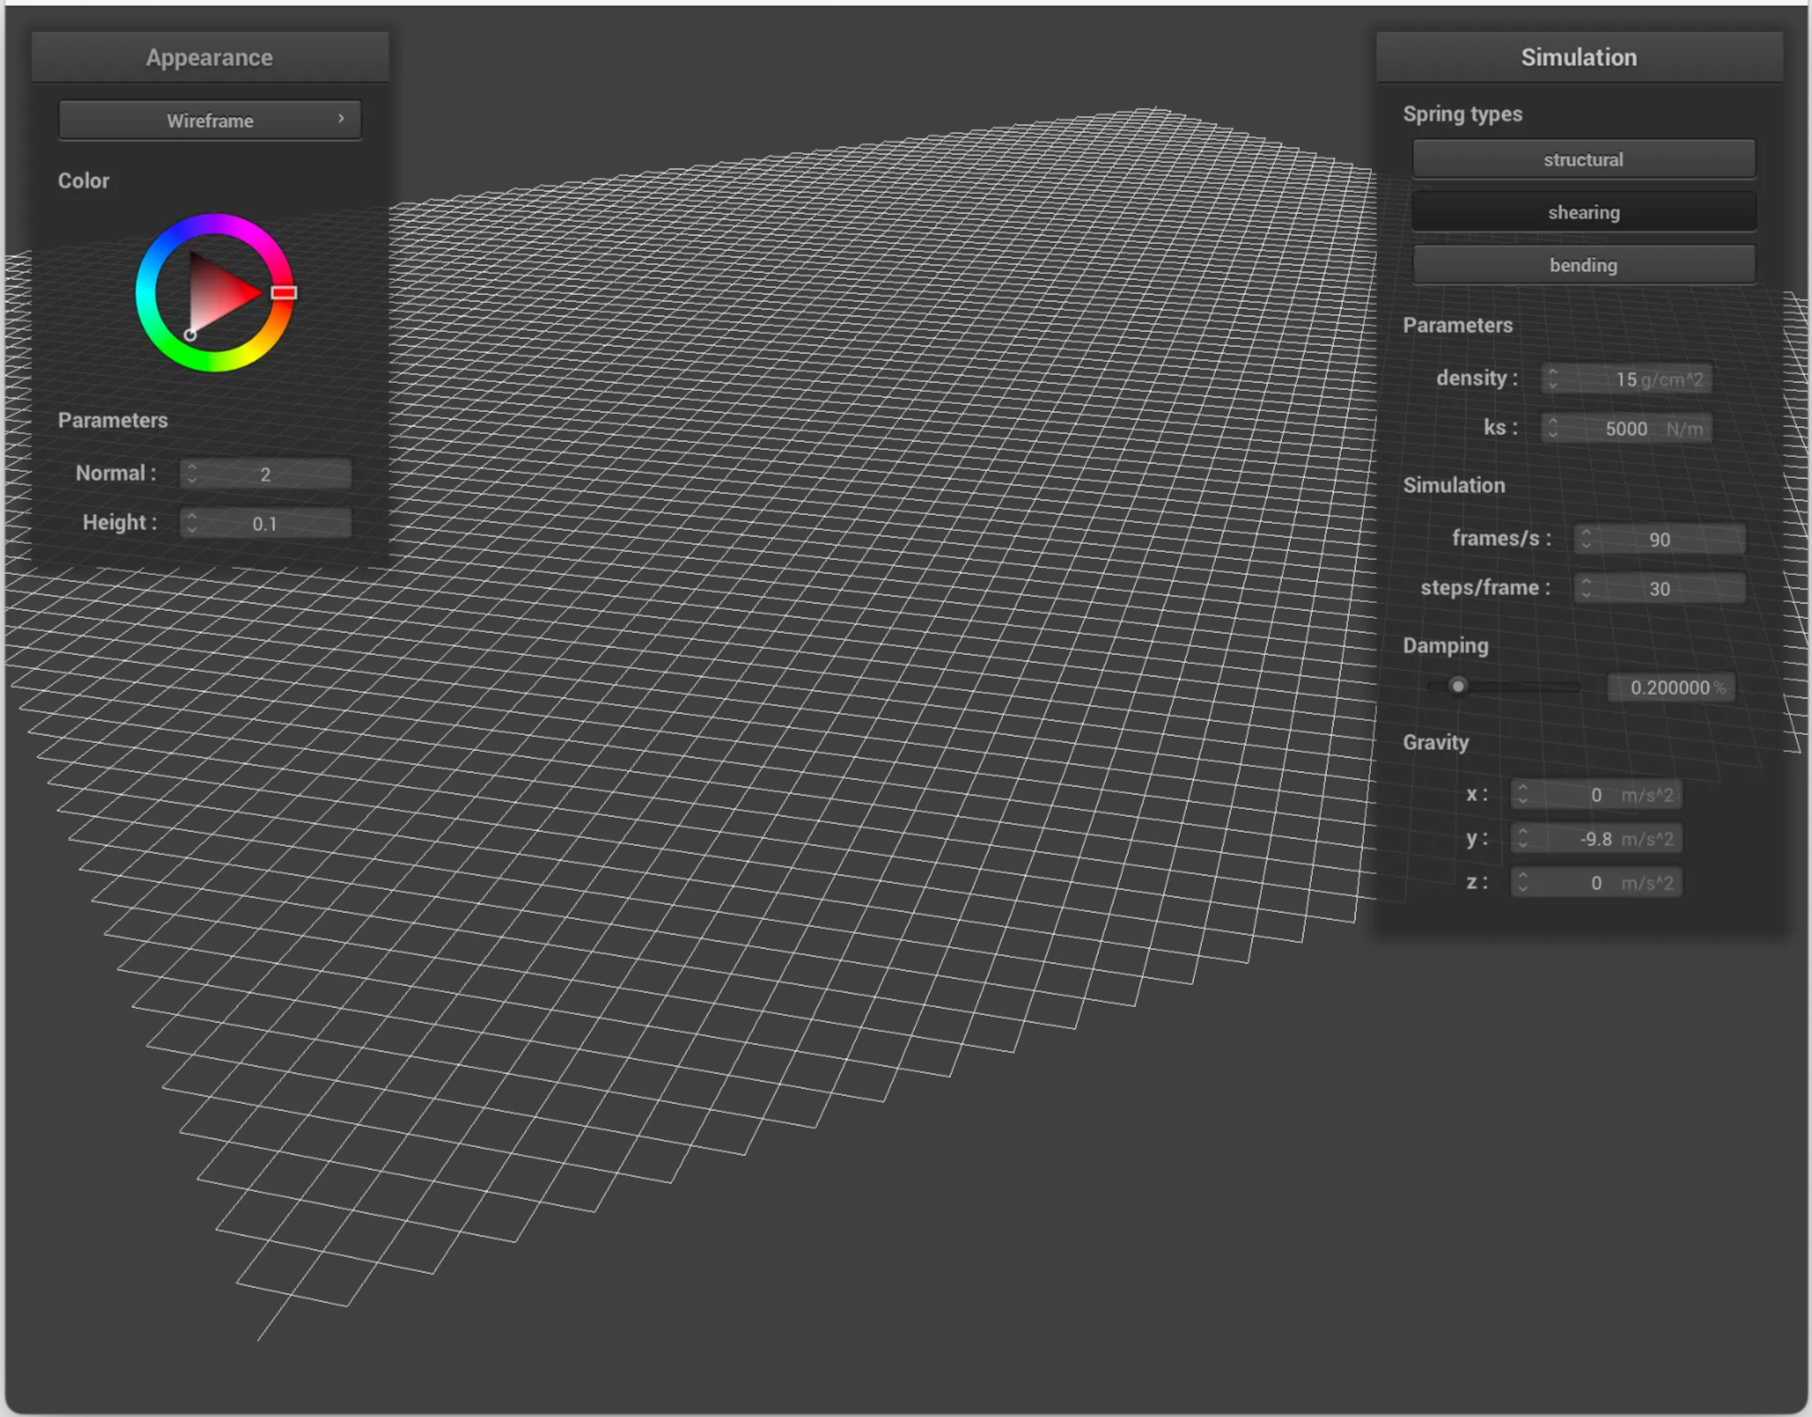 Appearance
Wireframe
Color
Parameters
Normal : 2
Height : 0.1
Simulation
Spring types
structural
shearing
bending
Parameters
density : 15 g/cm^2
ks : 5000 N/m
Simulation
frames/s : 90
steps/frame : 30
Damping
0.200000 %
Gravity
x : 0 m/s^2
y : -9.8 m/s^2
z : 0 m/s^2